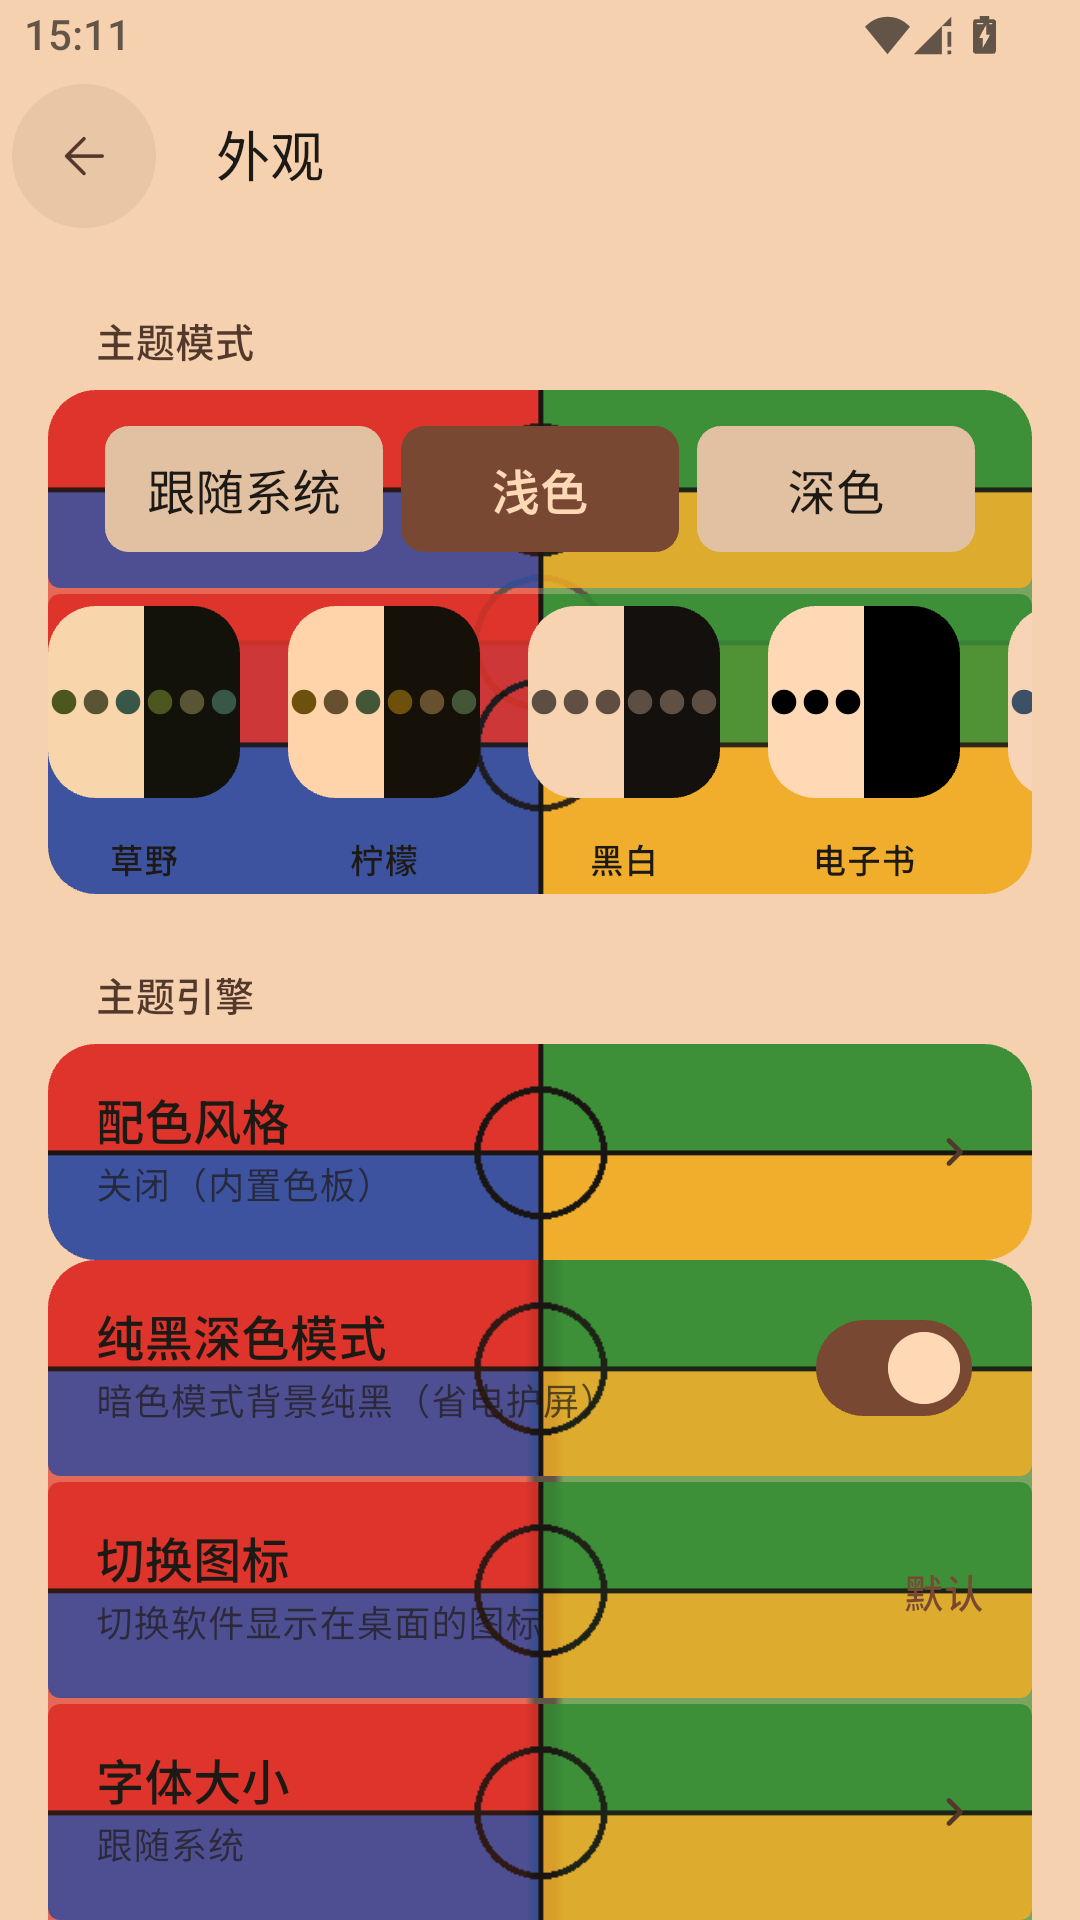 15:11
外观
主题模式
跟随系统
浅色
深色
草野
柠檬
黑白
电子书
主题引擎
配色风格
关闭（内置色板）
纯黑深色模式
暗色模式背景纯黑（省电护屏）
切换图标
切换软件显示在桌面的图标
默认
字体大小
跟随系统